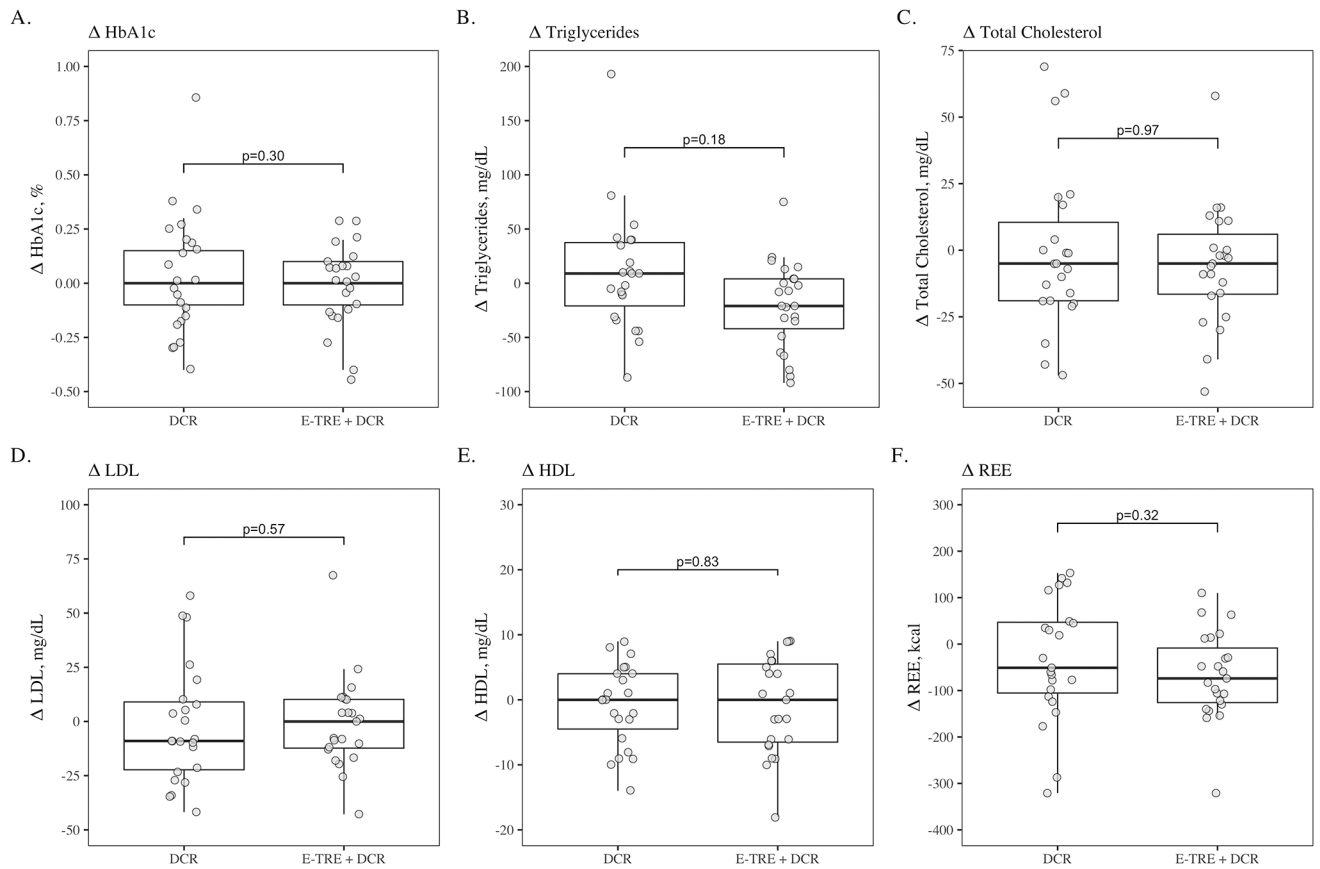 A.
Δ HbA1c
Δ HbA1c, %
1.00
0.75
0.50
0.25
0.00
-0.25
-0.50
p=0.30
DCR
E-TRE + DCR
B.
Δ Triglycerides
Δ Triglycerides, mg/dL
200
150
100
50
0
-50
-100
p=0.18
DCR
E-TRE + DCR
C.
Δ Total Cholesterol
Δ Total Cholesterol, mg/dL
75
50
25
0
-25
-50
p=0.97
DCR
E-TRE + DCR
D.
Δ LDL
Δ LDL, mg/dL
100
75
50
25
0
-25
-50
p=0.57
DCR
E-TRE + DCR
E.
Δ HDL
Δ HDL, mg/dL
30
20
10
0
-10
-20
p=0.83
DCR
E-TRE + DCR
F.
Δ REE
Δ REE, kcal
300
200
100
0
-100
-200
-300
-400
p=0.32
DCR
E-TRE + DCR